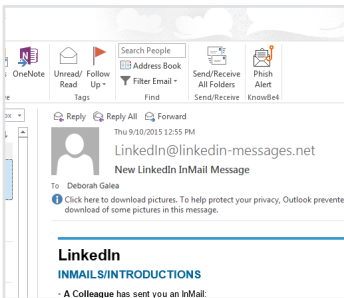 Search People
OneNote
Unread/ Read
Follow Up
Address Book
Filter Email
Send/Receive All Folders
Phish Alert
Tags
Find
Send/Receive
KnowBe4
Reply
Reply All
Forward
Thu 9/10/2015 12:55 PM
LinkedIn@linkedin-messages.net
New LinkedIn InMail Message
To Deborah Galea
Click here to download pictures. To help protect your privacy, Outlook prevente
download of some pictures in this message.
LinkedIn
INMAILS/INTRODUCTIONS
- A Colleague has sent you an InMail: